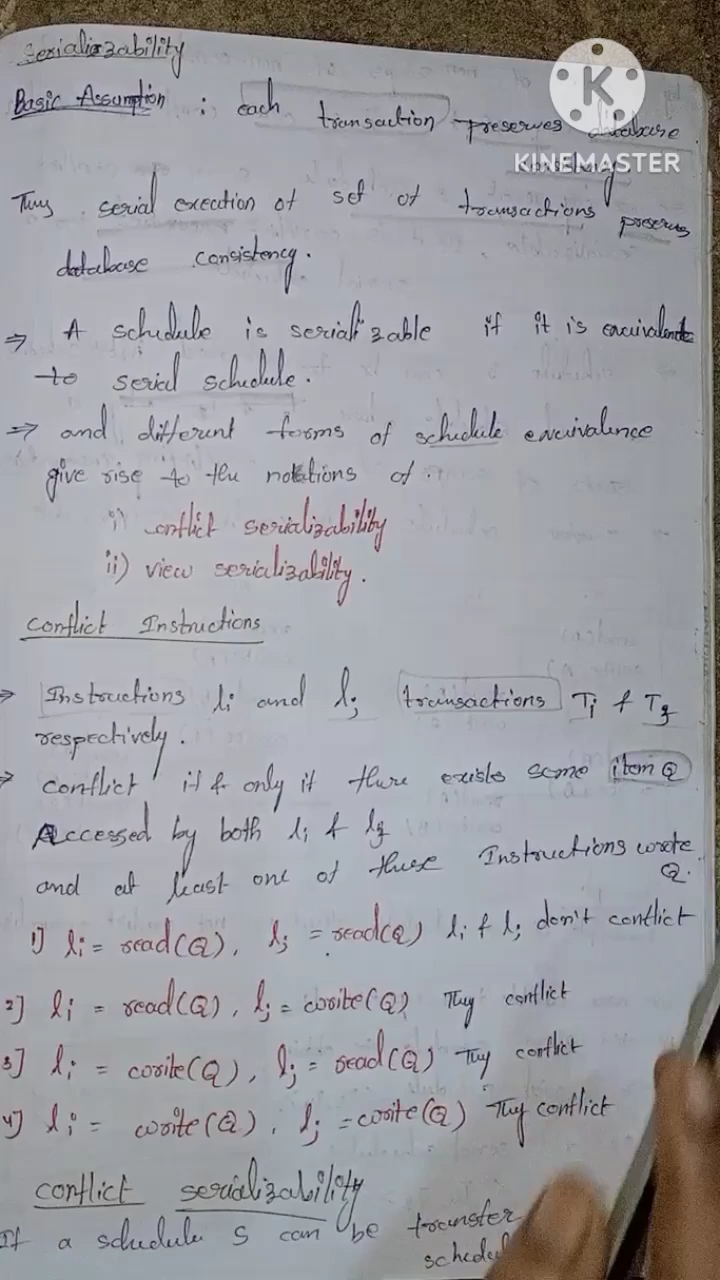 Serializability
K
KINEMASTER
Basic Assumption : each transaction preserves database
consistency
Thus serial execution of set of transactions preserves
database consistency.
⇒ A schedule is serializable if it is equivalent
to serial schedule.
⇒ and different forms of schedule equivalence
give rise to the notations of.
i) conflict serializability
ii) view serializability.
Conflict Instructions
⇒ Instructions li and lj transactions Ti & Tj
respectively.
⇒ conflict if & only if there exists some item Q
Accessed by both li & lj
and at least one of these Instructions wrote
Q.
1) li = read(Q), lj = read(Q) li & lj don't conflict
2] li = read(Q), lj = write(Q) They conflict
3] li = write(Q), lj = read(Q) They conflict
4] li = write(Q), lj = write(Q) They conflict
conflict serializability
If a schedule S can be transfer